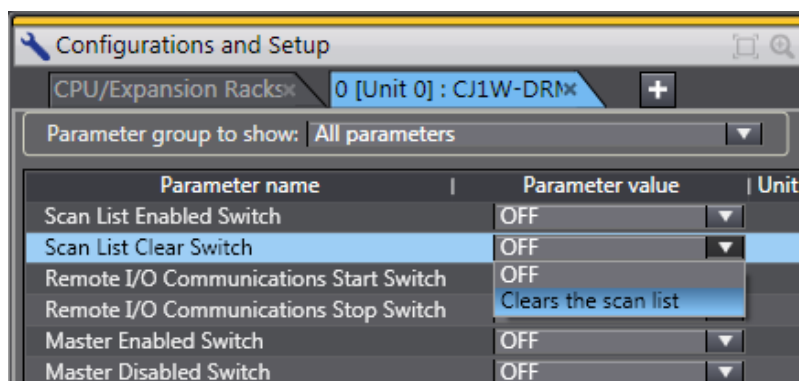 Configurations and Setup
CPU/Expansion Racks 0 [Unit 0] : CJ1W-DRM
Parameter group to show: All parameters
Parameter name Parameter value Unit
Scan List Enabled Switch OFF
Scan List Clear Switch OFF
Remote I/O Communications Start Switch OFF
Remote I/O Communications Stop Switch Clears the scan list
Master Enabled Switch OFF
Master Disabled Switch OFF